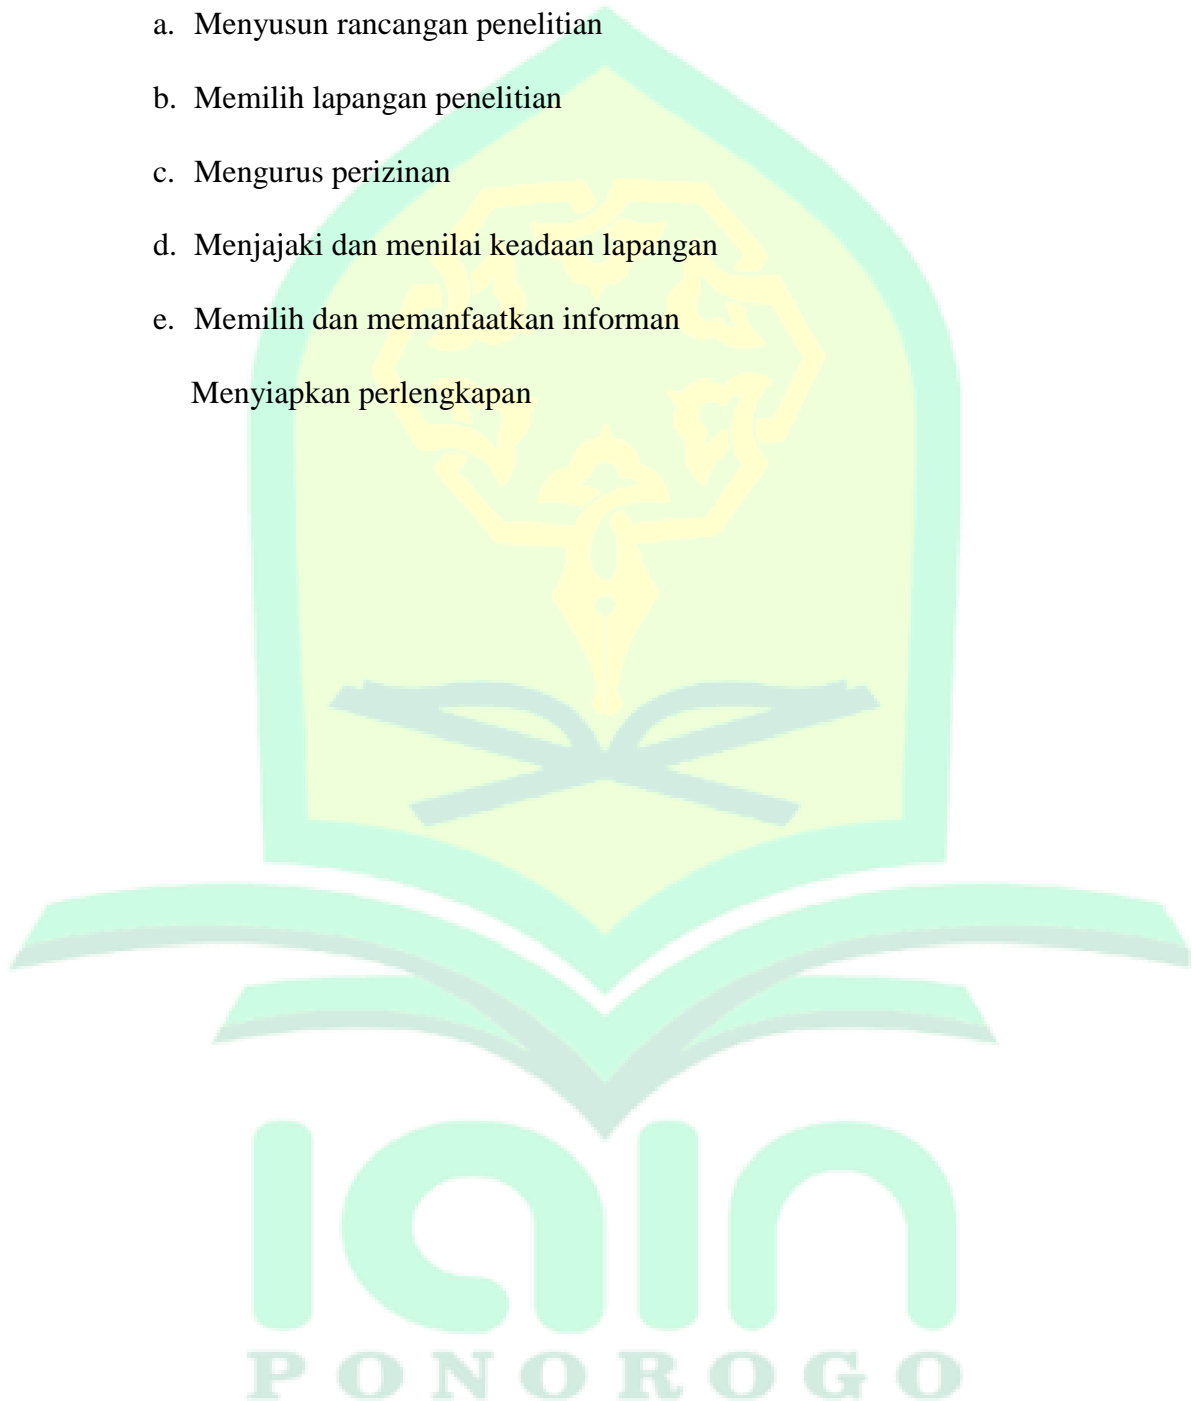 a. Menyusun rancangan penelitian
b. Memilih lapangan penelitian
c. Mengurus perizinan
d. Menjajaki dan menilai keadaan lapangan
e. Memilih dan memanfaatkan informan
Menyiapkan perlengkapan
iain
PONOROGO